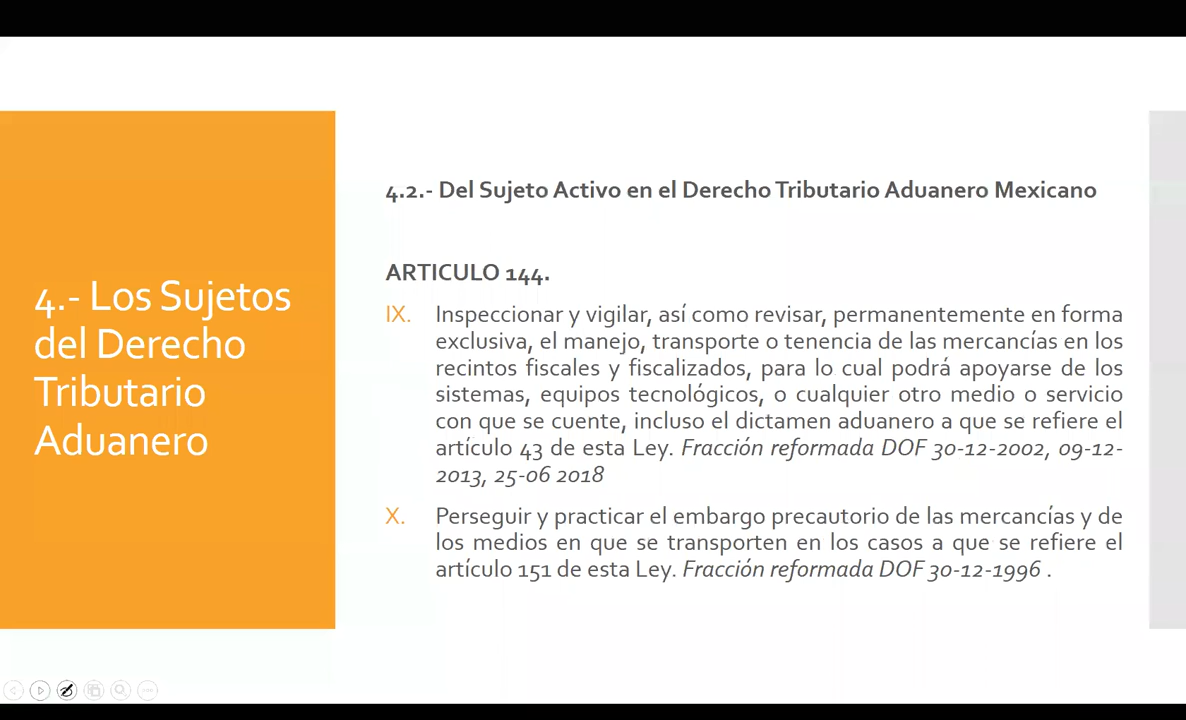 4.- Los Sujetos
del Derecho
Tributario
Aduanero
4.2.- Del Sujeto Activo en el Derecho Tributario Aduanero Mexicano
ARTICULO 144.
IX. Inspeccionar y vigilar, así como revisar, permanentemente en forma
exclusiva, el manejo, transporte o tenencia de las mercancías en los
recintos fiscales y fiscalizados, para lo cual podrá apoyarse de los
sistemas, equipos tecnológicos, o cualquier otro medio o servicio
con que se cuente, incluso el dictamen aduanero a que se refiere el
artículo 43 de esta Ley. Fracción reformada DOF 30-12-2002, 09-12-
2013, 25-06 2018
X. Perseguir y practicar el embargo precautorio de las mercancías y de
los medios en que se transporten en los casos a que se refiere el
artículo 151 de esta Ley. Fracción reformada DOF 30-12-1996 .